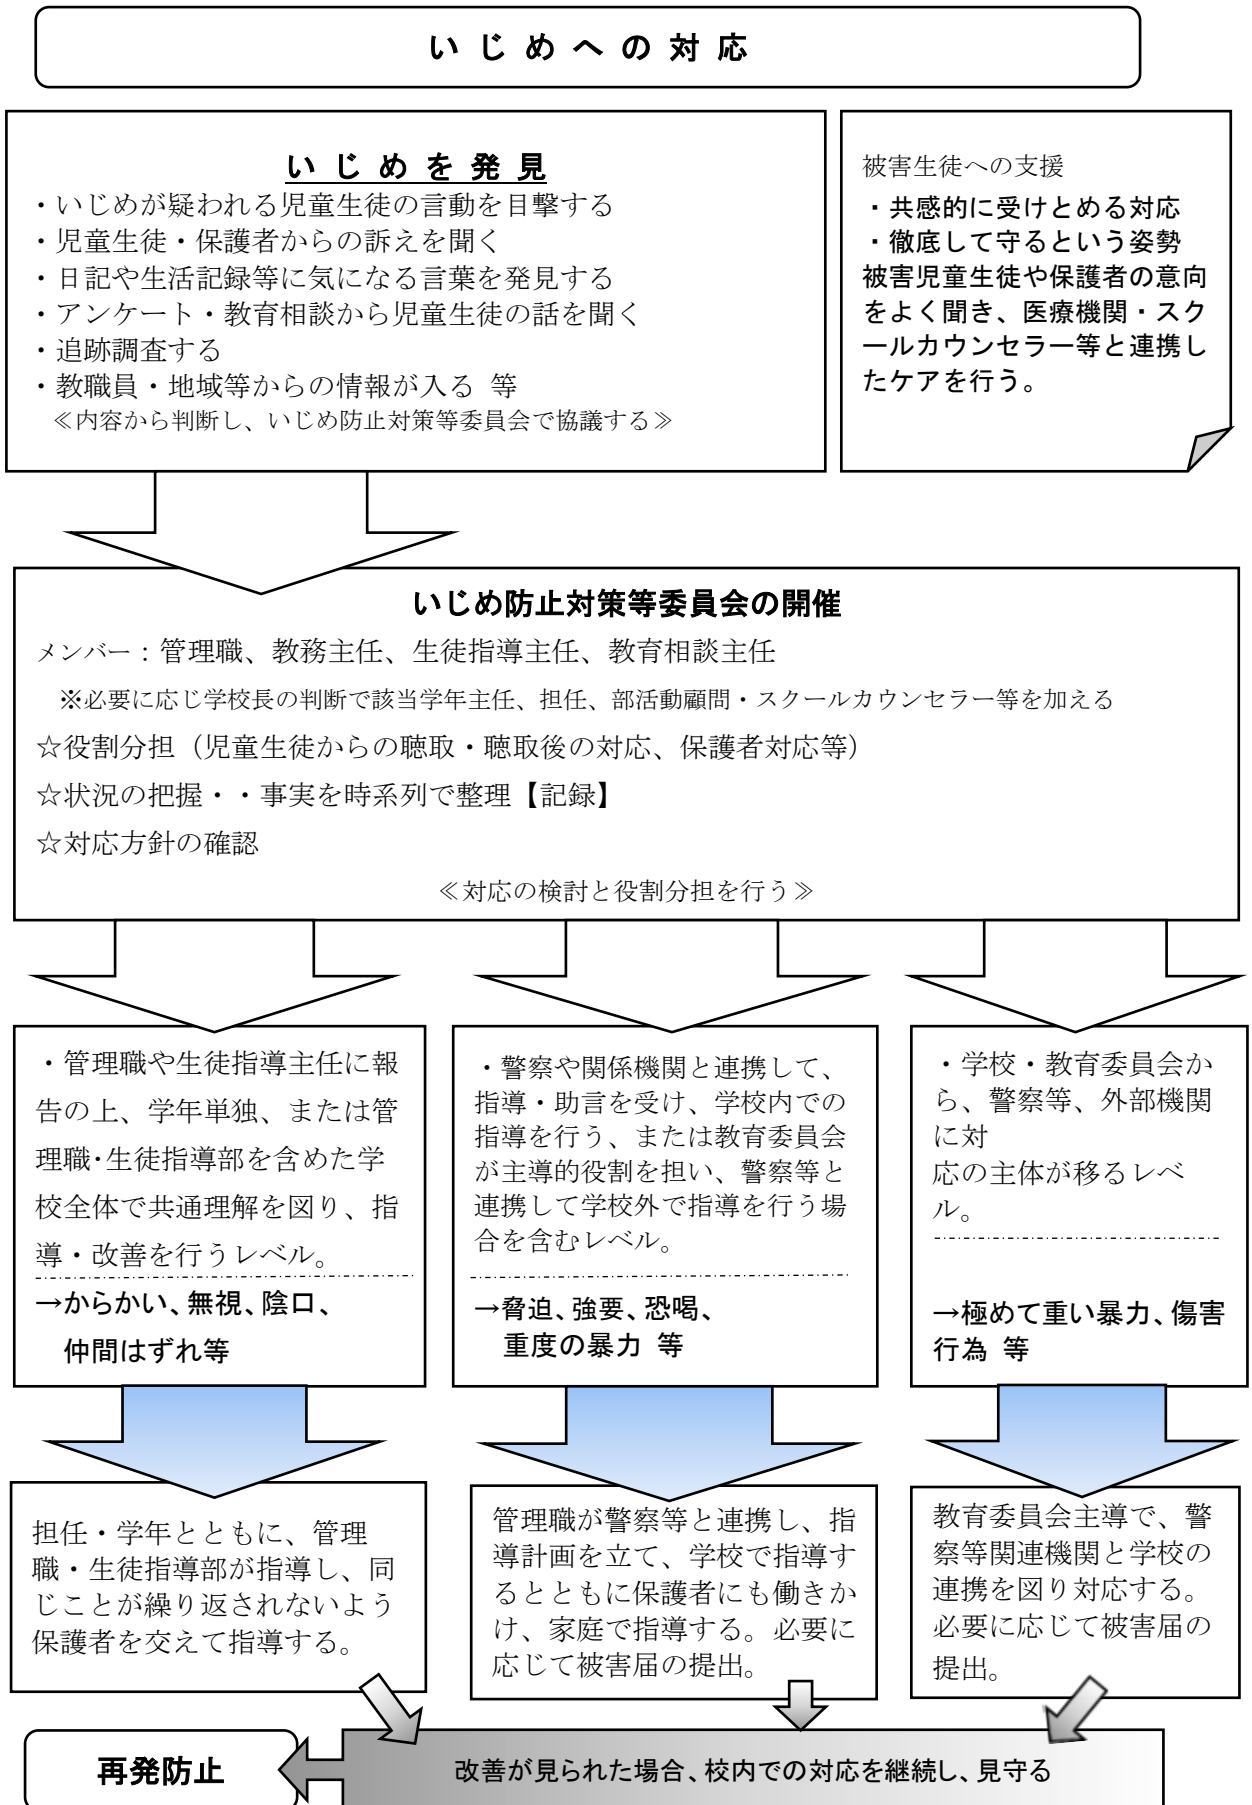 いじめへの対応
いじめを発見
・いじめが疑われる児童生徒の言動を目撃する
・児童生徒・保護者からの訴えを聞く
・日記や生活記録等に気になる言葉を発見する
・アンケート・教育相談から児童生徒の話を聞く
・追跡調査する
・教職員・地域等からの情報が入る 等
≪内容から判断し、いじめ防止対策等委員会で協議する≫
被害生徒への支援
・共感的に受けとめる対応
・徹底して守るという姿勢
被害児童生徒や保護者の意向
をよく聞き、医療機関・スク
ールカウンセラー等と連携し
たケアを行う。
いじめ防止対策等委員会の開催
メンバー：管理職、教務主任、生徒指導主任、教育相談主任
※必要に応じ学校長の判断で該当学年主任、担任、部活動顧問・スクールカウンセラー等を加える
☆役割分担（児童生徒からの聴取・聴取後の対応、保護者対応等）
☆状況の把握・・事実を時系列で整理【記録】
☆対応方針の確認
≪対応の検討と役割分担を行う≫
・管理職や生徒指導主任に報
告の上、学年単独、または管
理職･生徒指導部を含めた学
校全体で共通理解を図り、指
導・改善を行うレベル。
→からかい、無視、陰口、
仲間はずれ等
・警察や関係機関と連携して、
指導・助言を受け、学校内での
指導を行う、または教育委員会
が主導的役割を担い、警察等と
連携して学校外で指導を行う場
合を含むレベル。
→脅迫、強要、恐喝、
重度の暴力 等
・学校・教育委員会か
ら、警察等、外部機関
に対
応の主体が移るレベ
ル。
→極めて重い暴力、傷害
行為 等
担任・学年とともに、管理
職・生徒指導部が指導し、同
じことが繰り返されないよう
保護者を交えて指導する。
管理職が警察等と連携し、指
導計画を立て、学校で指導す
るとともに保護者にも働きか
け、家庭で指導する。必要に
応じて被害届の提出。
教育委員会主導で、警
察等関連機関と学校の
連携を図り対応する。
必要に応じて被害届の
提出。
再発防止
改善が見られた場合、校内での対応を継続し、見守る